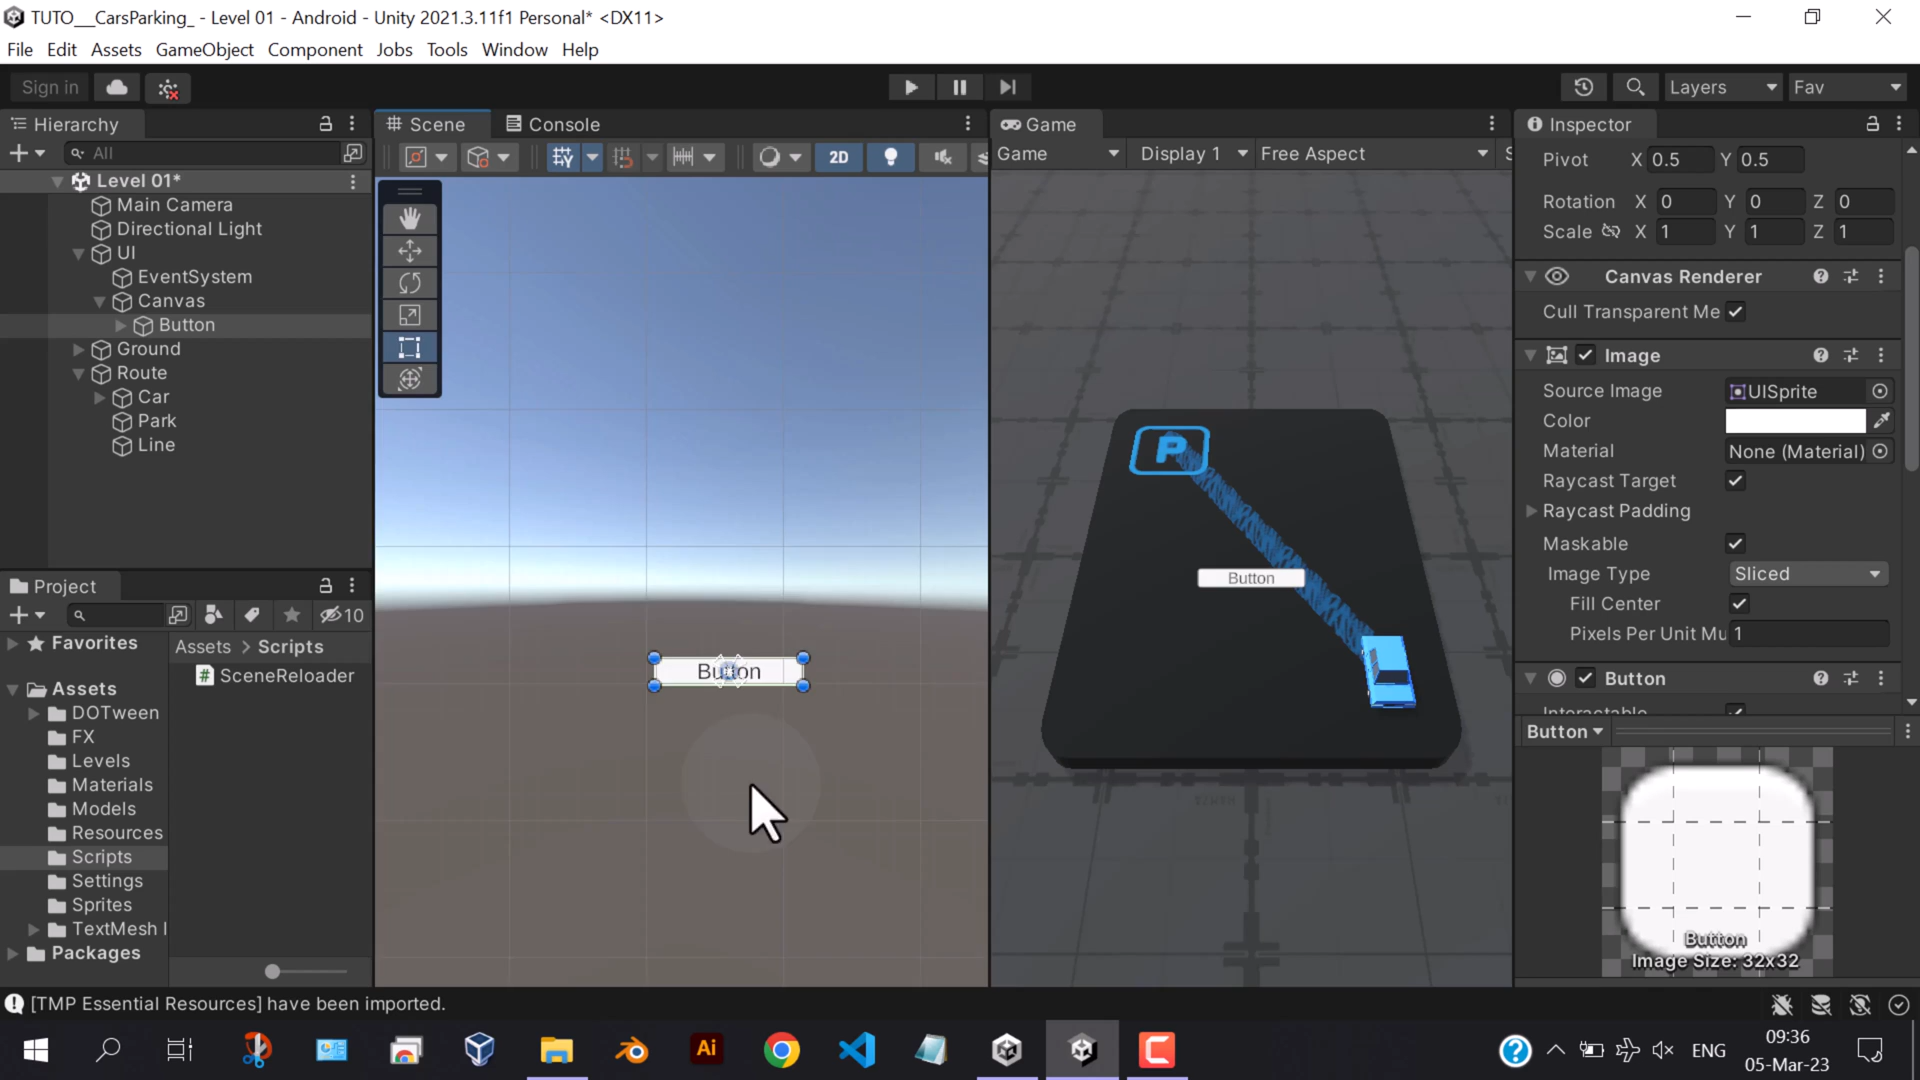 TUTO__CarsParking_ - Level 01 - Android - Unity 2021.3.11f1 Personal* <DX11>
File Edit Assets GameObject Component Jobs Tools Window Help
Sign in
Layers
Fav
Hierarchy
All
Level 01*
Main Camera
Directional Light
UI
EventSystem
Canvas
Button
Ground
Route
Car
Park
Line
Project
10
Favorites
Assets
DOTween
FX
Levels
Materials
Models
Resources
Scripts
Settings
Sprites
TextMesh
Packages
Assets > Scripts
SceneReloader
Scene
Console
2D
Button
Game
Game
Display 1
Free Aspect
P
Button
Inspector
Pivot X 0.5 Y 0.5
Rotation X 0 Y 0 Z 0
Scale X 1 Y 1 Z 1
Canvas Renderer
Cull Transparent Me
Image
Source Image UISprite
Color
Material None (Material)
Raycast Target
Raycast Padding
Maskable
Image Type Sliced
Fill Center
Pixels Per Unit Mu 1
Button
Interactable
Button
Button
Image Size: 32x32
[TMP Essential Resources] have been imported.
Ai
ENG
09:36
05-Mar-23